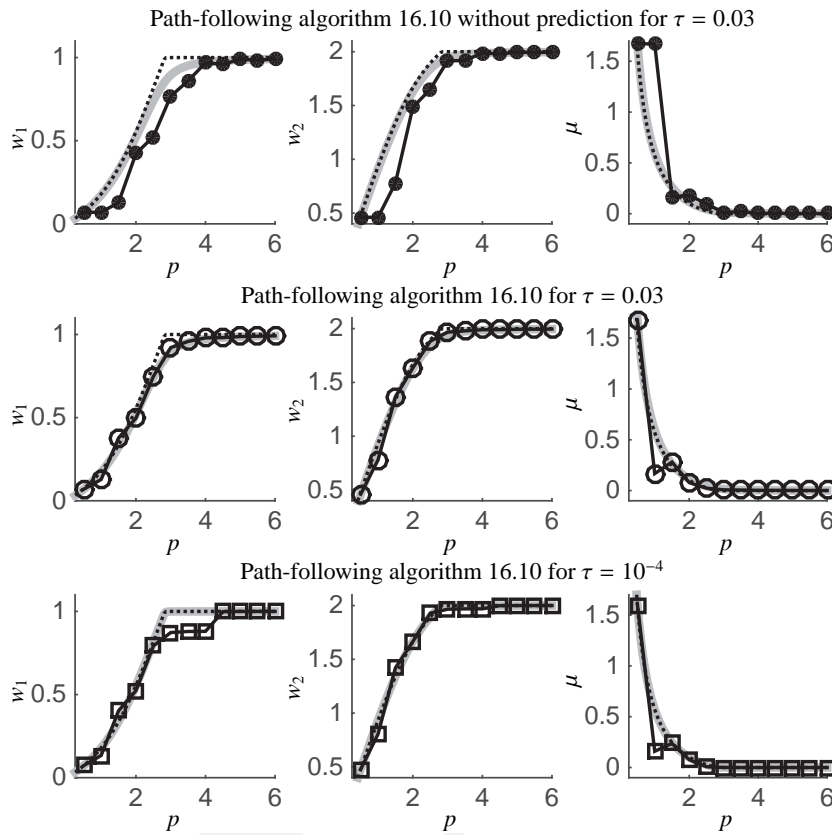 Path-following algorithm 16.10 without prediction for τ = 0.03
1
0.5
0
w₁
2 4 6
p
2
1.5
1
0.5
w₂
2 4 6
p
1.5
1
0.5
0
μ
2 4 6
p
Path-following algorithm 16.10 for τ = 0.03
1
0.5
0
w₁
2 4 6
p
2
1.5
1
0.5
w₂
2 4 6
p
1.5
1
0.5
0
μ
2 4 6
p
Path-following algorithm 16.10 for τ = 10⁻⁴
1
0.5
0
w₁
2 4 6
p
2
1.5
1
0.5
w₂
2 4 6
p
1.5
1
0.5
0
μ
2 4 6
p